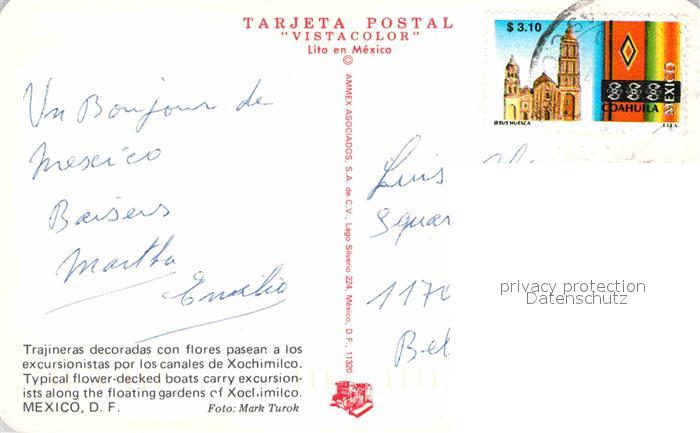 TARJETA POSTAL
"VISTACOLOR"
Lito en México
$ 3.10
COAHUILA
MEXICO
JESUS HUESCA
Un Bonjour de
Mexico
Baisers
Martha
Emilio
© AMMEX ASOCIADOS, S.A. de C.V., Lago Silverio 224, México, D.F., 11320
Luis
Squar
1170
Bel
privacy protection
Datenschutz
Trajineras decoradas con flores pasean a los
excursionistas por los canales de Xochimilco.
Typical flower-decked boats carry excursion-
ists along the floating gardens of Xochimilco.
MEXICO, D. F. Foto: Mark Turok